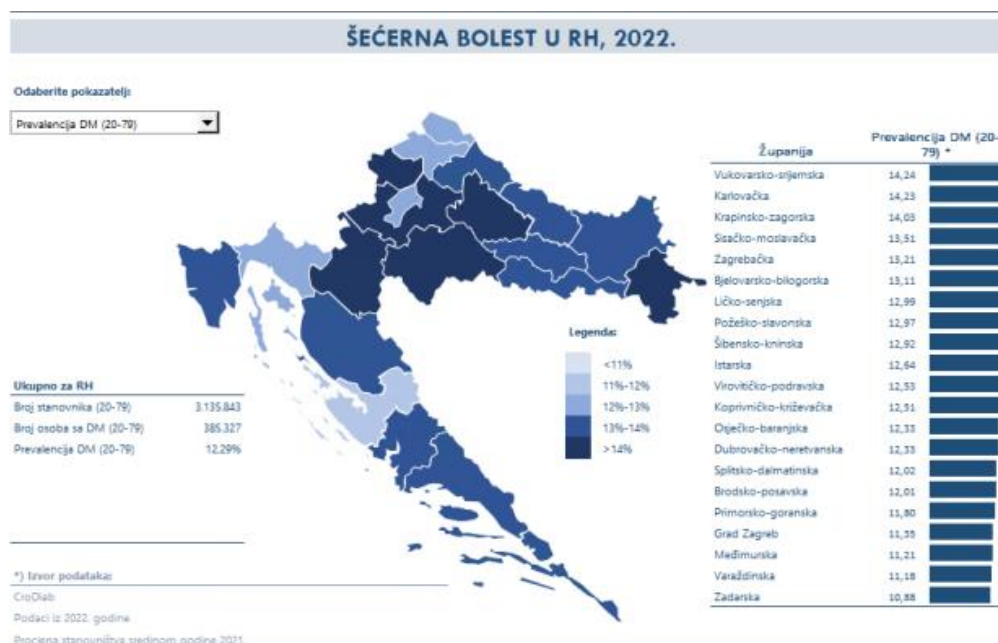 ŠEĆERNA BOLEST U RH, 2022.
Odaberite pokazatelj:
Prevalencija DM (20-79)
Županija Prevalencija DM (20-
79) *
Vukovarsko-srijemska 14,24
Karlovačka 14,23
Krapinsko-zagorska 14,03
Sisačko-moslavačka 13,51
Zagrebačka 13,21
Bjelovarsko-bilogorska 13,11
Ličko-senjska 12,99
Požeško-slavonska 12,97
Šibensko-kninska 12,92
Istarska 12,64
Virovitičko-podravska 12,53
Koprivničko-križevačka 12,51
Osječko-baranjska 12,33
Dubrovačko-neretvanska 12,33
Splitsko-dalmatinska 12,02
Brodsko-posavska 12,01
Primorsko-goranska 11,80
Grad Zagreb 11,35
Međimurska 11,21
Varaždinska 11,18
Zadarska 10,88
Legenda:
<11%
11%-12%
12%-13%
13%-14%
>14%
Ukupno za RH
Broj stanovnika (20-79) 3.135.843
Broj osoba sa DM (20-79) 385.327
Prevalencija DM (20-79) 12.29%
*) Izvor podataka:
CroDiab
Podaci iz 2022. godine
Procjena stanovništva sredinom godine 2021